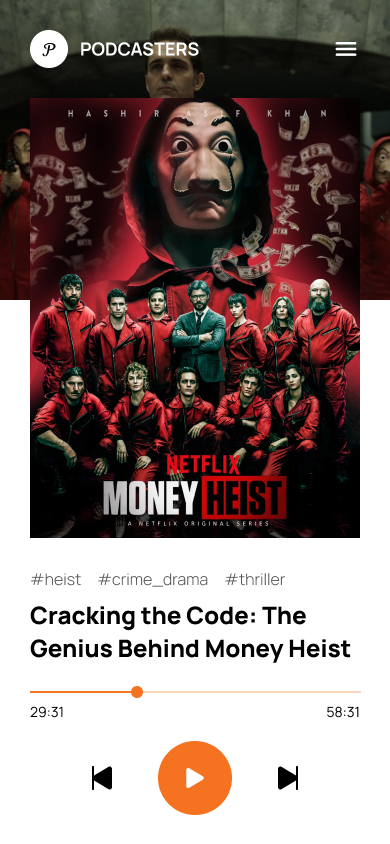 P
PODCASTERS
HASHIR ASIF KHAN
NETFLIX
MONEY HEIST
A NETFLIX ORIGINAL SERIES
#heist #crime_drama #thriller
Cracking the Code: The
Genius Behind Money Heist
29:31 58:31